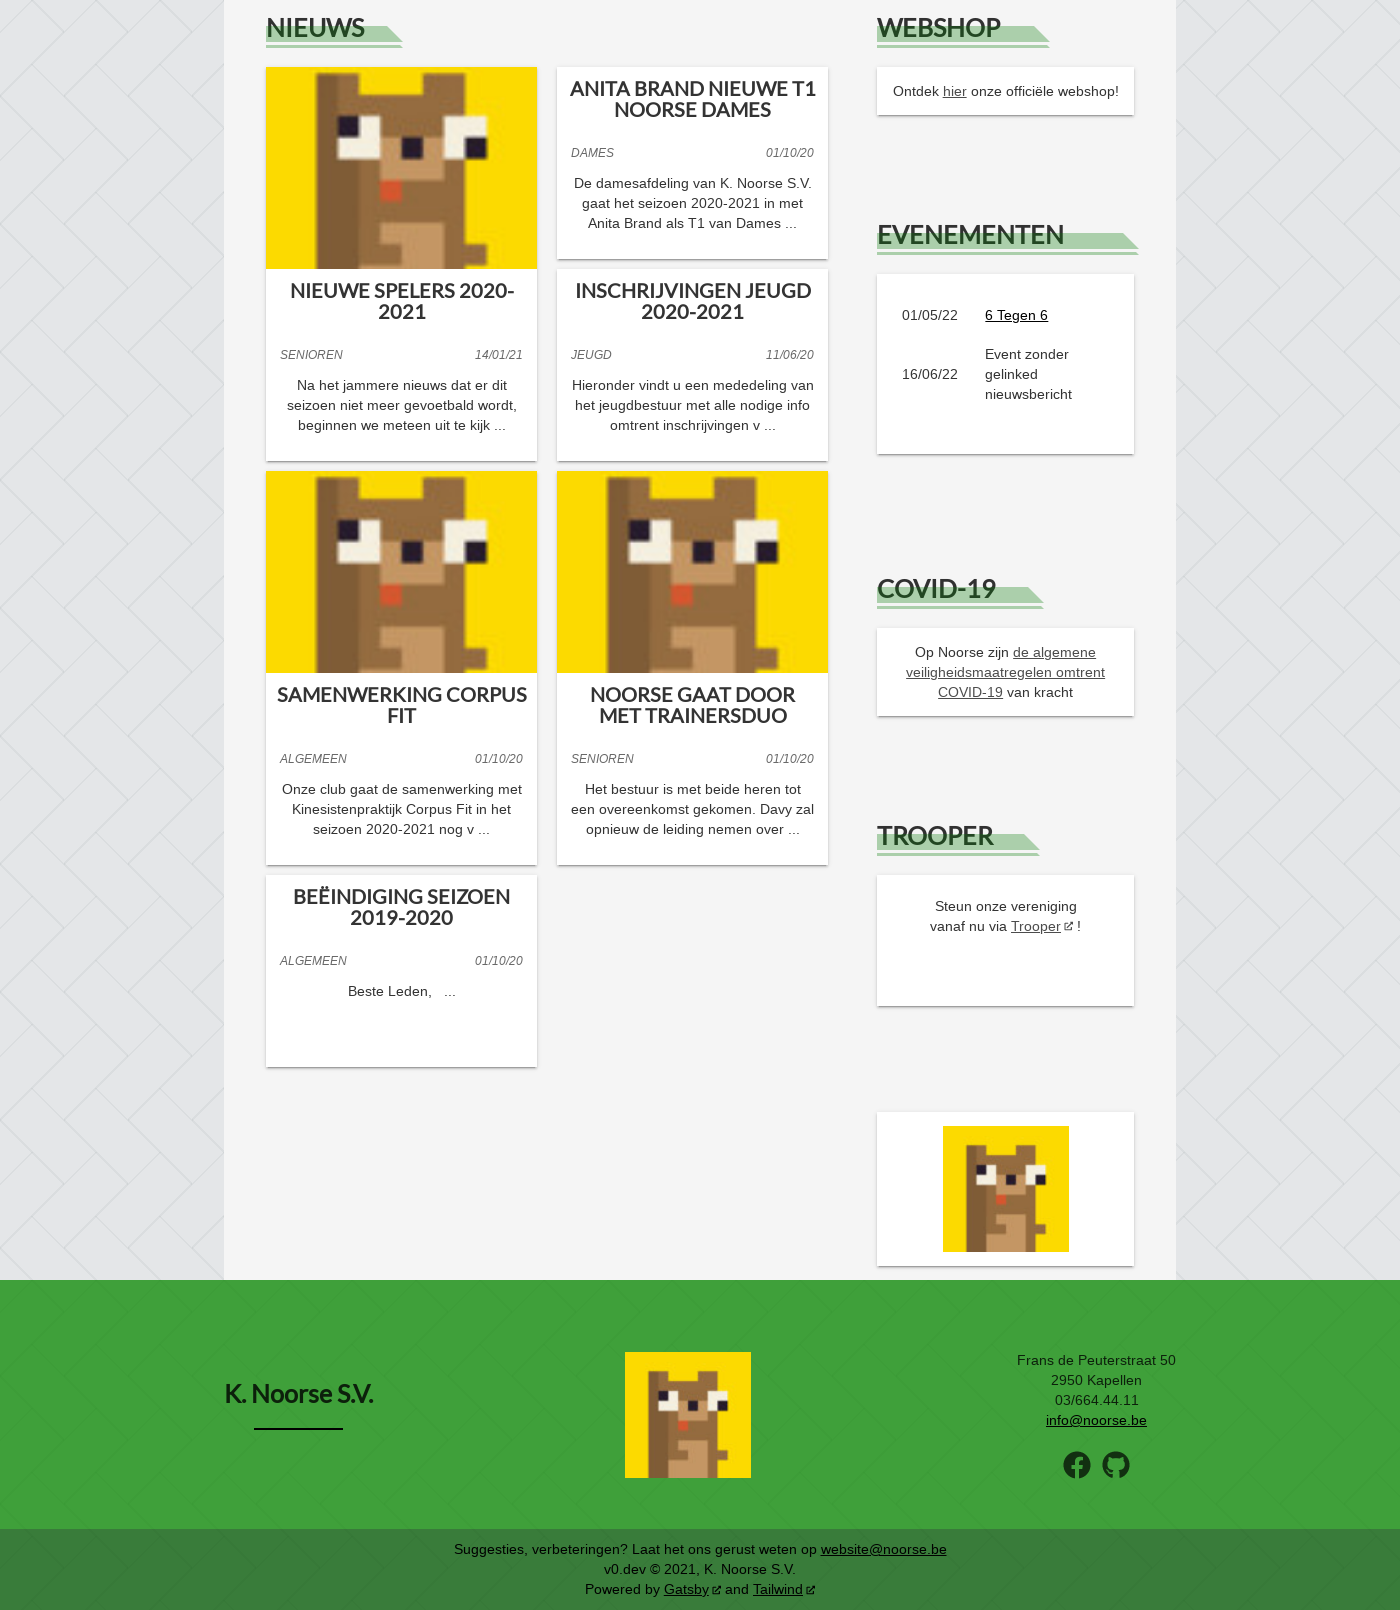 NIEUWS
NIEUWE SPELERS 2020-
2021
SENIOREN 14/01/21
Na het jammere nieuws dat er dit
seizoen niet meer gevoetbald wordt,
beginnen we meteen uit te kijk ...
ANITA BRAND NIEUWE T1
NOORSE DAMES
DAMES 01/10/20
De damesafdeling van K. Noorse S.V.
gaat het seizoen 2020-2021 in met
Anita Brand als T1 van Dames ...
INSCHRIJVINGEN JEUGD
2020-2021
JEUGD 11/06/20
Hieronder vindt u een mededeling van
het jeugdbestuur met alle nodige info
omtrent inschrijvingen v ...
SAMENWERKING CORPUS
FIT
ALGEMEEN 01/10/20
Onze club gaat de samenwerking met
Kinesistenpraktijk Corpus Fit in het
seizoen 2020-2021 nog v ...
NOORSE GAAT DOOR
MET TRAINERSDUO
SENIOREN 01/10/20
Het bestuur is met beide heren tot
een overeenkomst gekomen. Davy zal
opnieuw de leiding nemen over ...
BEËINDIGING SEIZOEN
2019-2020
ALGEMEEN 01/10/20
Beste Leden, ...
WEBSHOP
Ontdek hier onze officiële webshop!
EVENEMENTEN
01/05/22 6 Tegen 6
16/06/22 Event zonder
gelinked
nieuwsbericht
COVID-19
Op Noorse zijn de algemene
veiligheidsmaatregelen omtrent
COVID-19 van kracht
TROOPER
Steun onze vereniging
vanaf nu via Trooper !
K. Noorse S.V.
Frans de Peuterstraat 50
2950 Kapellen
03/664.44.11
info@noorse.be
Suggesties, verbeteringen? Laat het ons gerust weten op website@noorse.be
v0.dev © 2021, K. Noorse S.V.
Powered by Gatsby and Tailwind